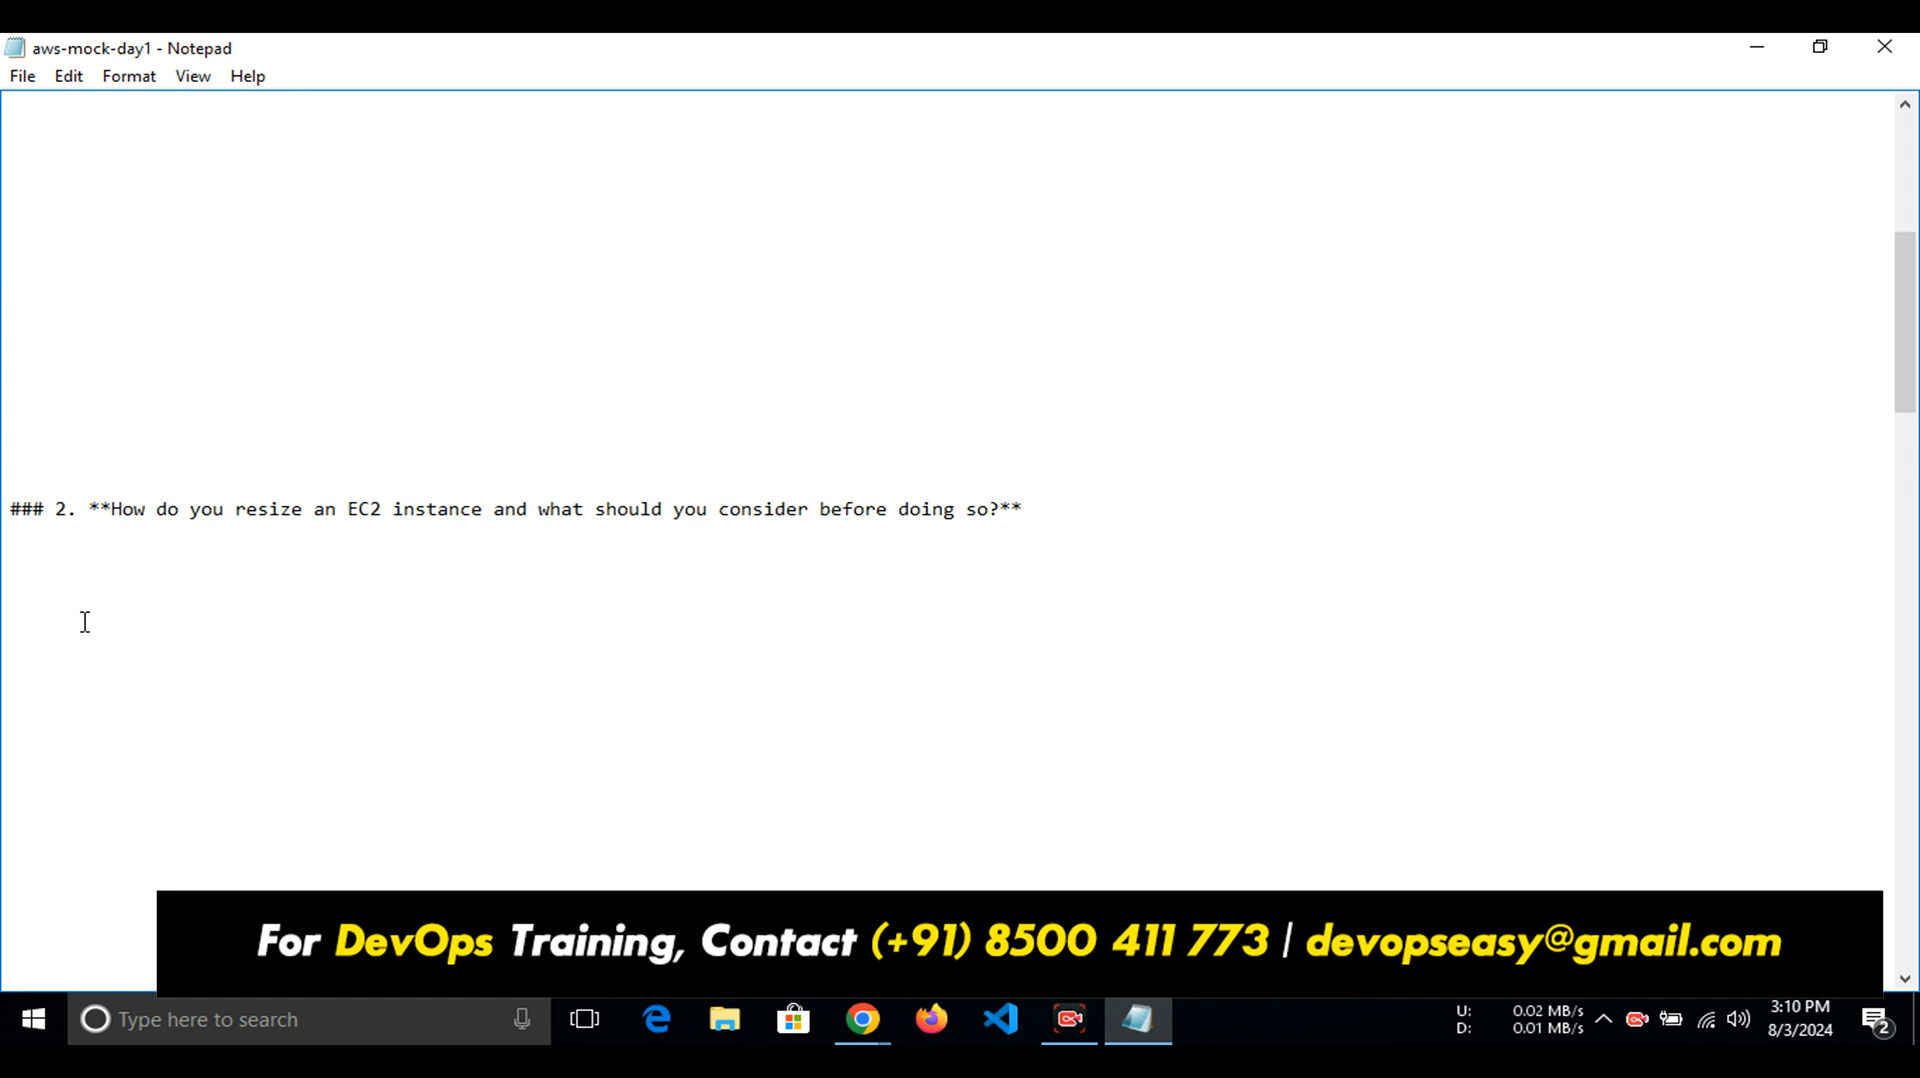 aws-mock-day1 - Notepad
File Edit Format View Help
### 2. **How do you resize an EC2 instance and what should you consider before doing so?**
For DevOps Training, Contact (+91) 8500 411 773 | devopseasy@gmail.com
Type here to search
U: 0.02 MB/s
D: 0.01 MB/s
3:10 PM
8/3/2024
2